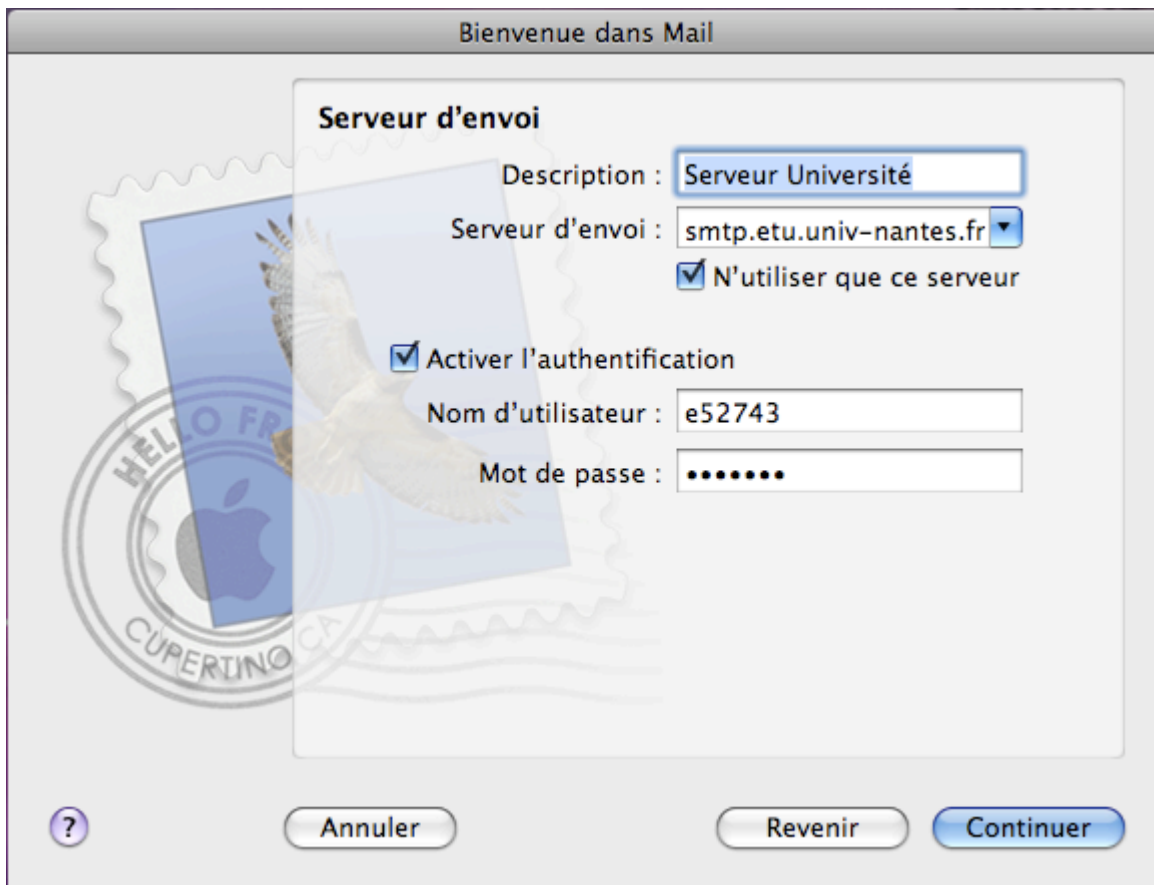 Bienvenue dans Mail
Serveur d'envoi
Description : Serveur Université
Serveur d'envoi : smtp.etu.univ-nantes.fr
N'utiliser que ce serveur
Activer l'authentification
Nom d'utilisateur : e52743
Mot de passe : •••••••
HELLO FR
CUPERTINO CA
? Annuler Revenir Continuer